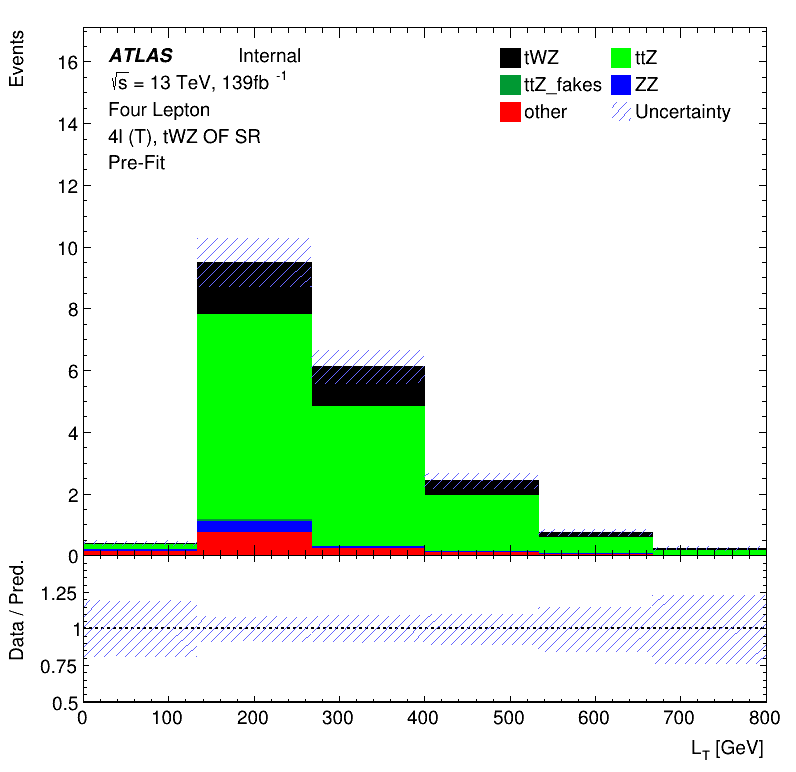 Events
16
14
12
10
8
6
4
2
0
ATLAS Internal
√s = 13 TeV, 139fb⁻¹
Four Lepton
4l (T), tWZ OF SR
Pre-Fit
tWZ ttZ
ttZ_fakes ZZ
other Uncertainty
Data / Pred.
1.25
1
0.75
0.5
0 100 200 300 400 500 600 700 800
L_T [GeV]